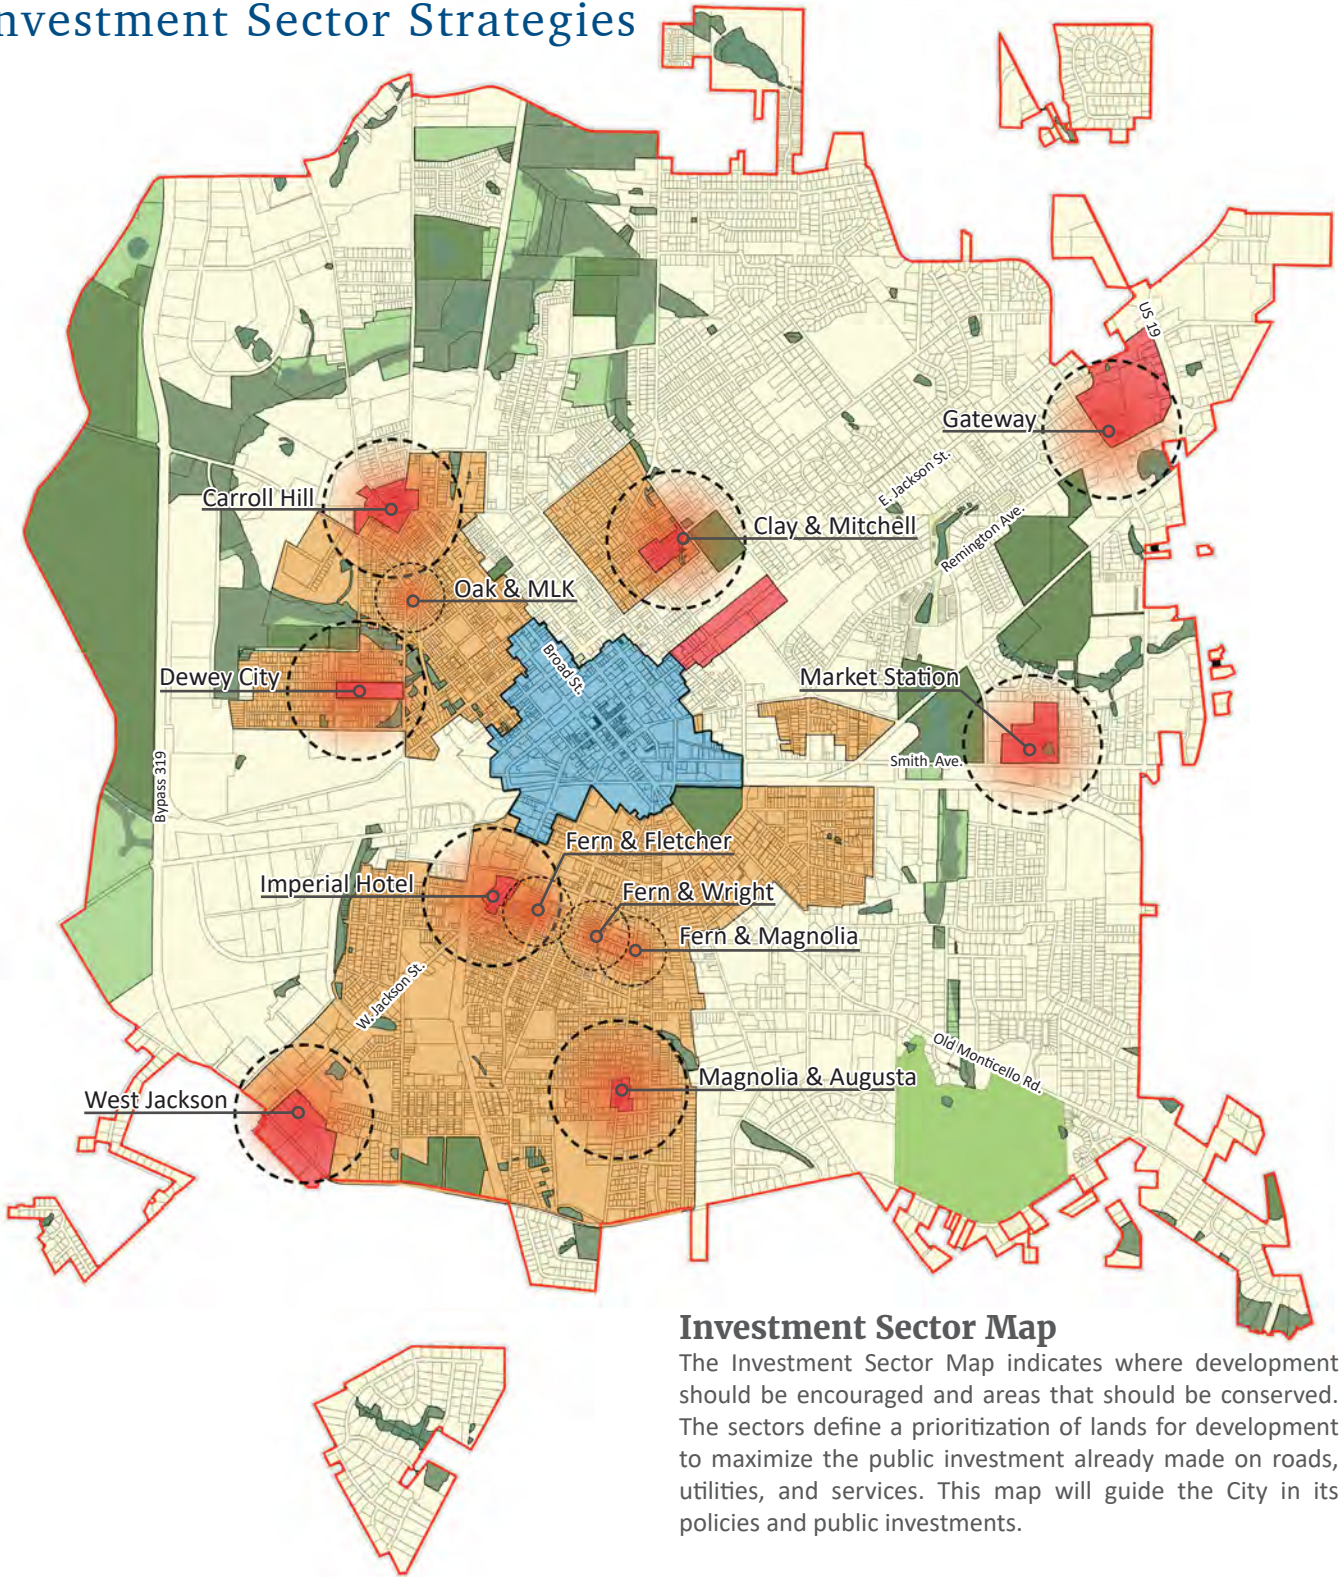 nvestment Sector Strategies
US 19
Gateway
E. Jackson St.
Carroll Hill
Clay & Mitchell
Remington Ave.
Oak & MLK
Broad St.
Dewey City
Market Station
Smith Ave.
Bypass 319
Fern & Fletcher
Imperial Hotel
Fern & Wright
Fern & Magnolia
W. Jackson St.
Old Monticello Rd.
Magnolia & Augusta
West Jackson
Investment Sector Map
The Investment Sector Map indicates where development
should be encouraged and areas that should be conserved.
The sectors define a prioritization of lands for development
to maximize the public investment already made on roads,
utilities, and services. This map will guide the City in its
policies and public investments.